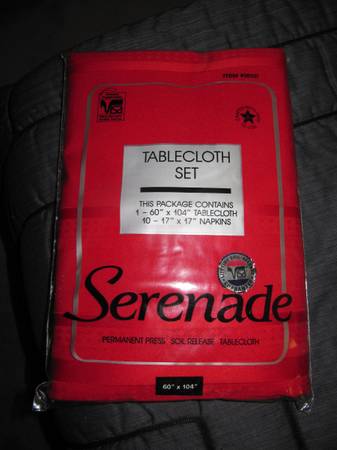 TABLECLOTH
SET
THIS PACKAGE CONTAINS
1 - 60" x 104" TABLECLOTH
10 - 17" x 17" NAPKINS
Serenade
PERMANENT PRESS SOIL RELEASE TABLECLOTH
60" x 104"